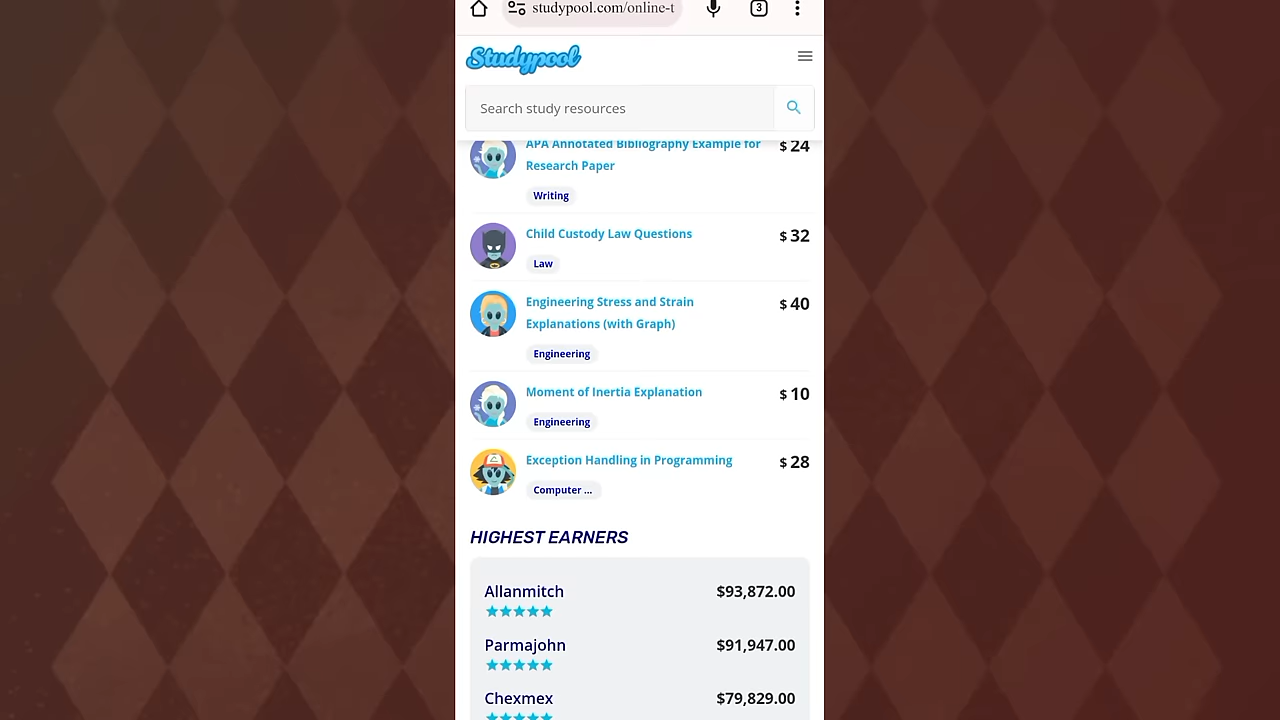 studypool.com/online-t
3
Studypool
Search study resources
APA Annotated Bibliography Example for
Research Paper
$ 24
Writing
Child Custody Law Questions
$ 32
Law
Engineering Stress and Strain
Explanations (with Graph)
$ 40
Engineering
Moment of Inertia Explanation
$ 10
Engineering
Exception Handling in Programming
$ 28
Computer ...
HIGHEST EARNERS
Allanmitch
$93,872.00
Parmajohn
$91,947.00
Chexmex
$79,829.00